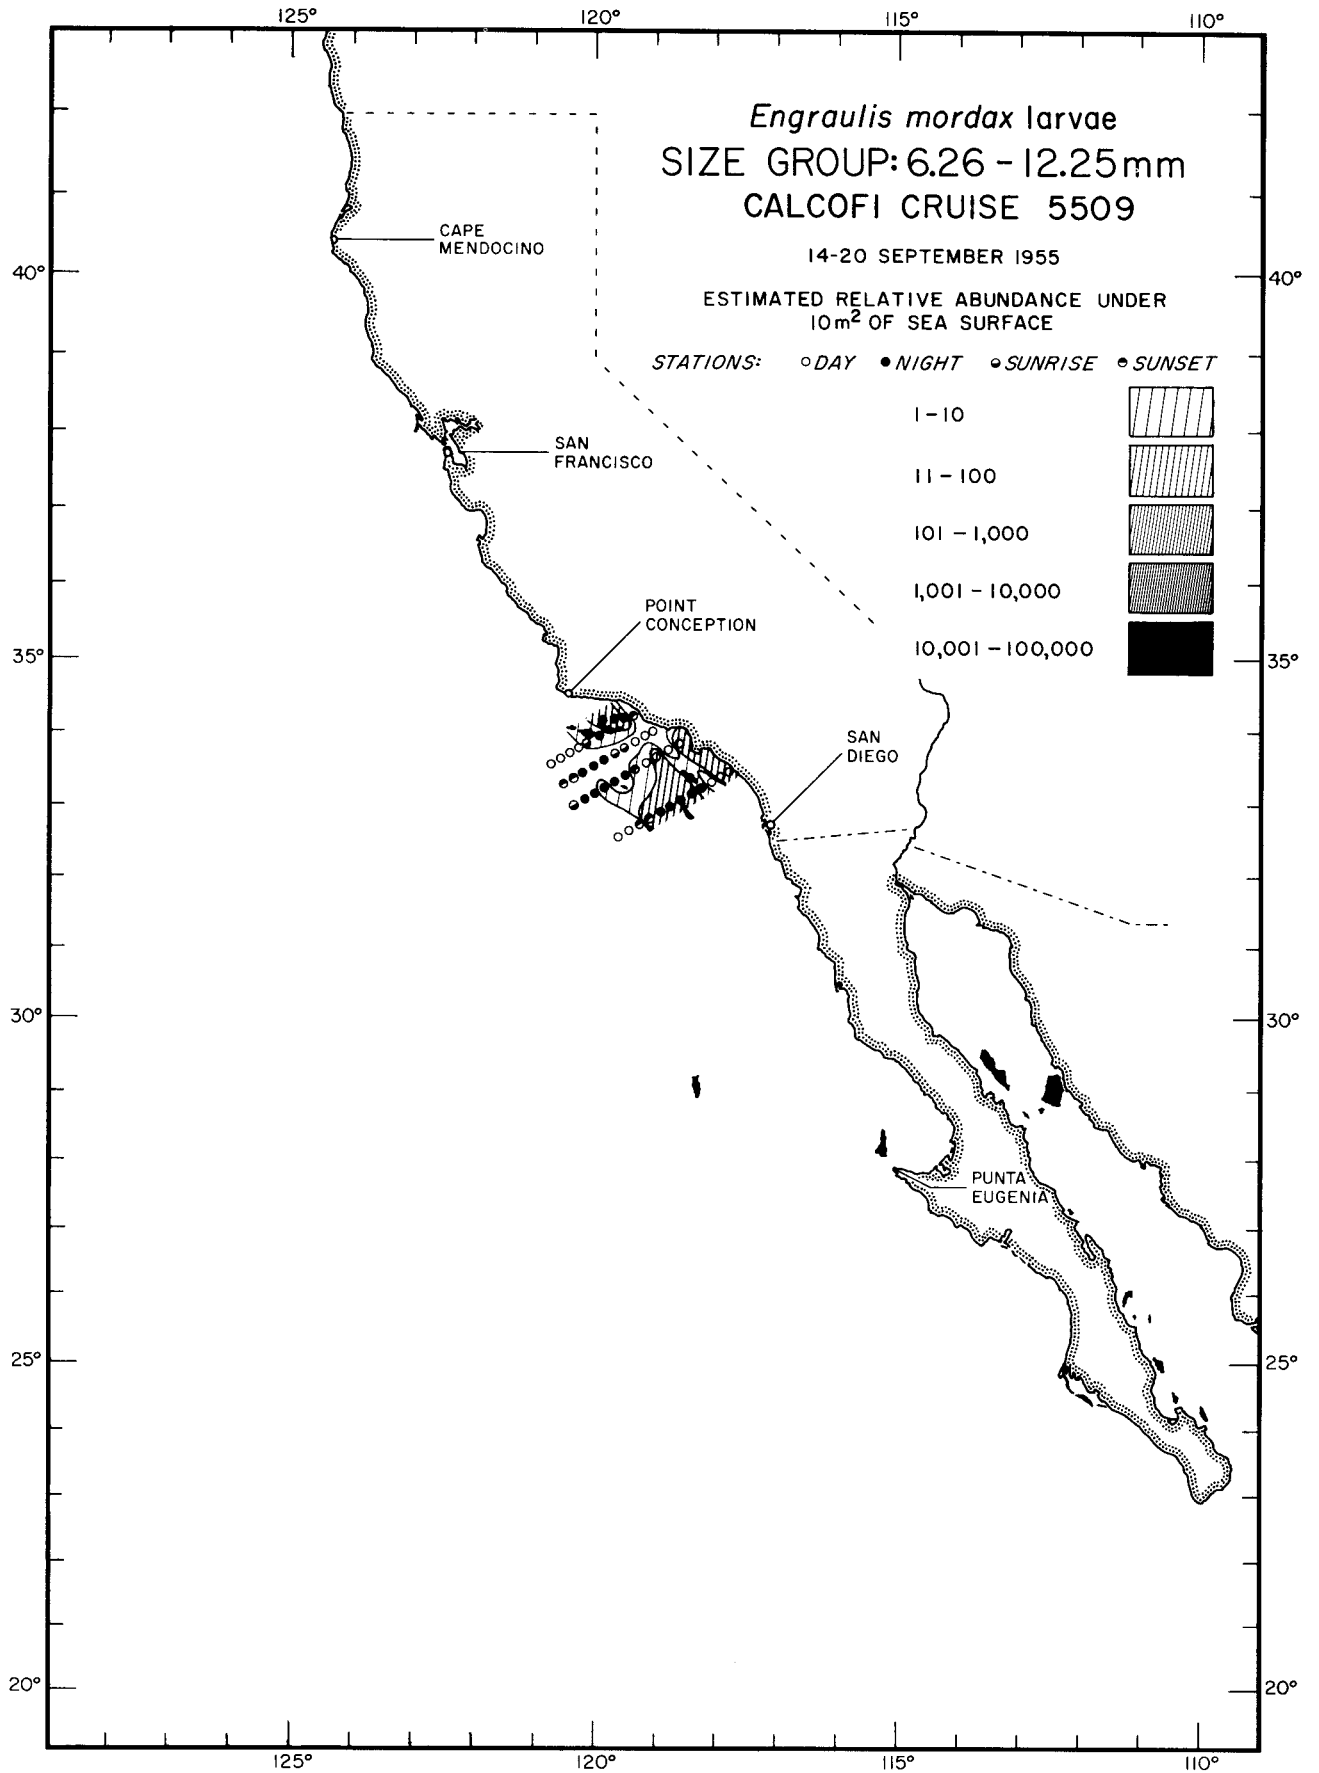 125° 120° 115° 110°
Engraulis mordax larvae
SIZE GROUP: 6.26 – 12.25mm
CALCOFI CRUISE 5509
14-20 SEPTEMBER 1955
ESTIMATED RELATIVE ABUNDANCE UNDER
10m² OF SEA SURFACE
STATIONS: DAY NIGHT SUNRISE SUNSET
1 – 10
11 – 100
101 – 1,000
1,001 – 10,000
10,001 – 100,000
CAPE
MENDOCINO
40° 40°
SAN
FRANCISCO
POINT
CONCEPTION
35° 35°
SAN
DIEGO
30° 30°
PUNTA
EUGENIA
25° 25°
20° 20°
125° 120° 115° 110°